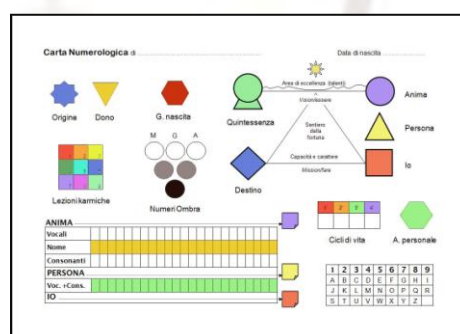 Carta Numerologica di
Data di nascita
Area di eccellenza (talenti)
Visione/essere
Origine
Dono
G. nascita
Quintessenza
Anima
Sentiero
della
fortuna
Persona
M G A
Capacità e carattere
Missione/fare
Destino
Io
Lezioni karmiche
Numeri Ombra
ANIMA
Vocali
Nome
Consonanti
PERSONA
Voc. +Cons.
IO
1 2 3 4
Cicli di vita
A. personale
1 2 3 4 5 6 7 8 9
A B C D E F G H I
J K L M N O P Q R
S T U V W X Y Z